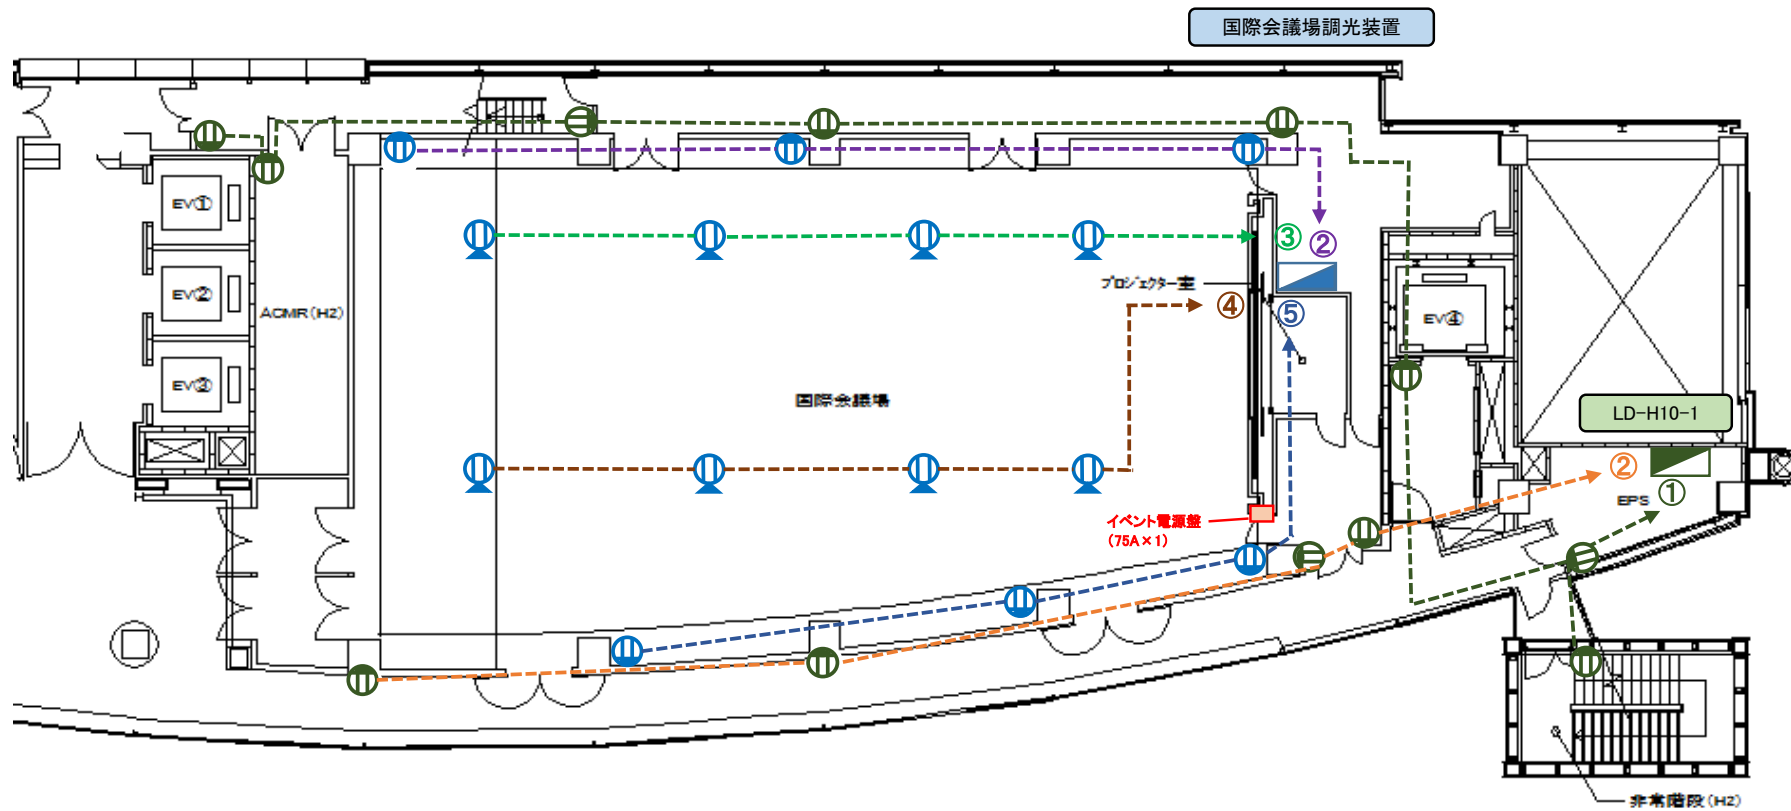 国際会議場調光装置
EV①
③
②
プロジェクター室
EV②
④
⑤
ACMR(H2)
EV④
EV③
国際会議場
LD-H10-1
②
①
EPS
イベント電源盤
(75A×1)
非常階段(H2)